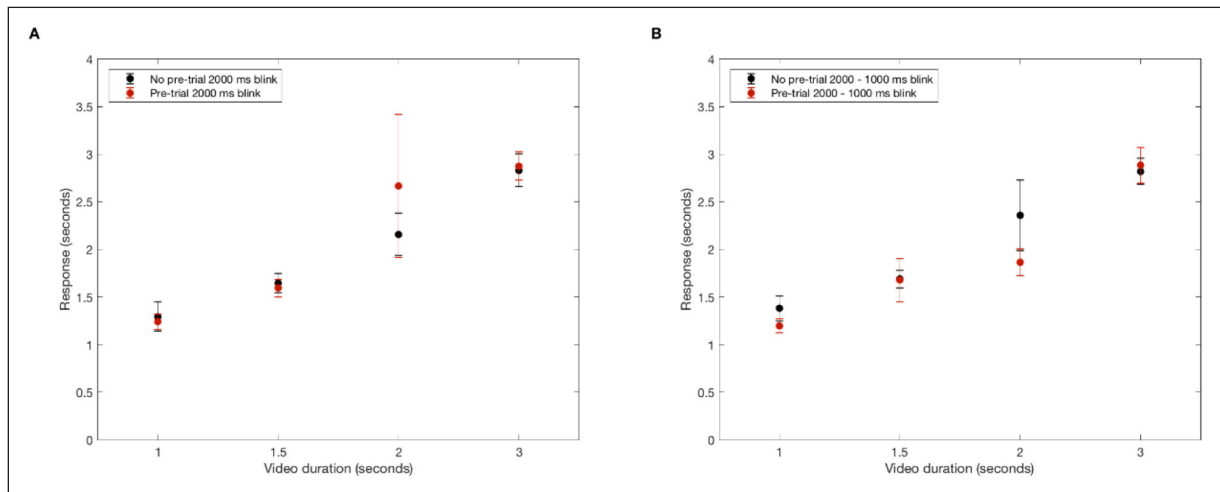 A
No pre-trial 2000 ms blink
Pre-trial 2000 ms blink
4
3.5
3
2.5
2
1.5
1
0.5
0
Response (seconds)
1 1.5 2 3
Video duration (seconds)
B
No pre-trial 2000 - 1000 ms blink
Pre-trial 2000 - 1000 ms blink
4
3.5
3
2.5
2
1.5
1
0.5
0
Response (seconds)
1 1.5 2 3
Video duration (seconds)